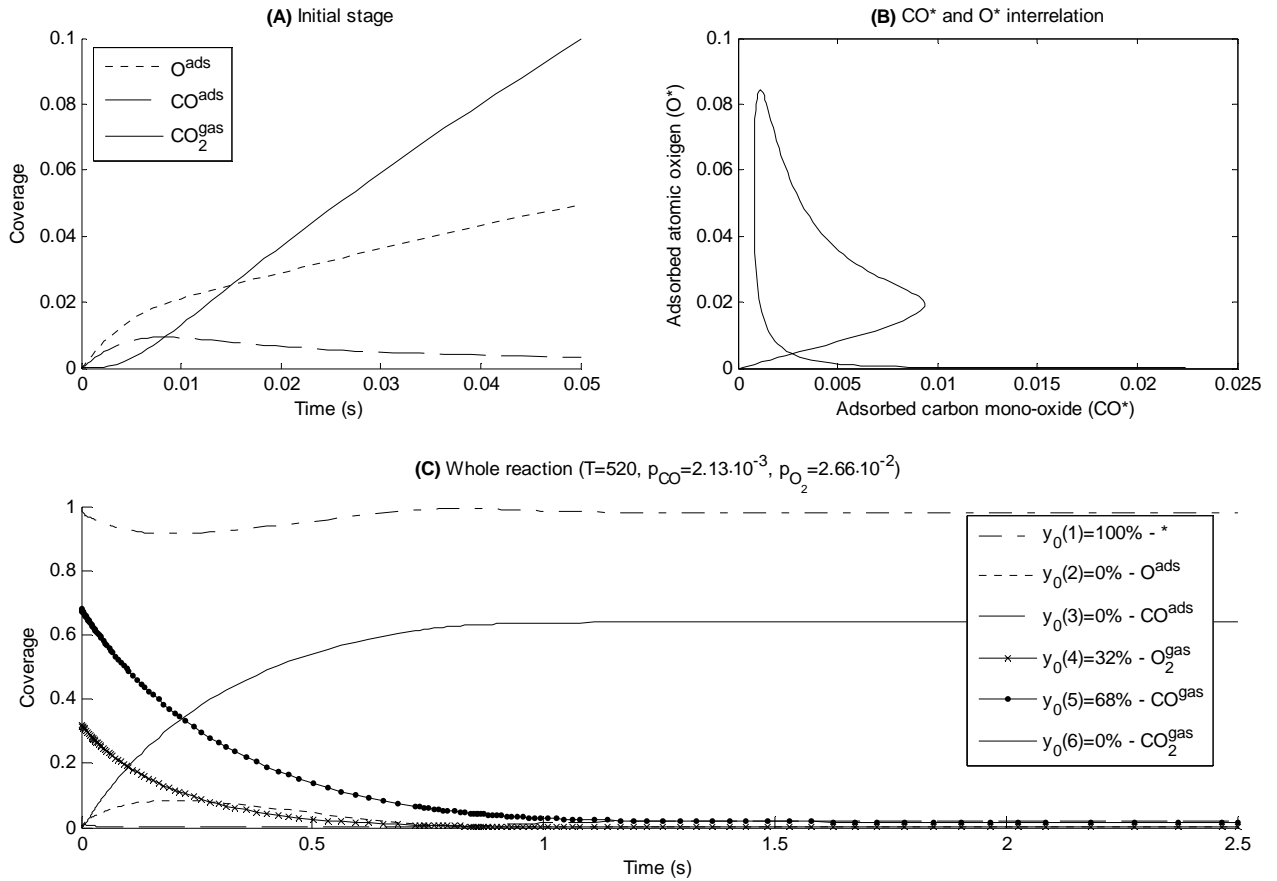 (A) Initial stage
0.1
0.08
0.06
0.04
0.02
0
Coverage
O^ads
CO^ads
CO_2^gas
0 0.01 0.02 0.03 0.04 0.05
Time (s)
(B) CO* and O* interrelation
0.1
0.08
0.06
0.04
0.02
0
Adsorbed atomic oxigen (O*)
0 0.005 0.01 0.015 0.02 0.025
Adsorbed carbon mono-oxide (CO*)
(C) Whole reaction (T=520, p_CO=2.13·10^-3, p_O_2=2.66·10^-2)
1
0.8
0.6
0.4
0.2
0
Coverage
y_0(1)=100% - *
y_0(2)=0% - O^ads
y_0(3)=0% - CO^ads
y_0(4)=32% - O_2^gas
y_0(5)=68% - CO^gas
y_0(6)=0% - CO_2^gas
0 0.5 1 1.5 2 2.5
Time (s)